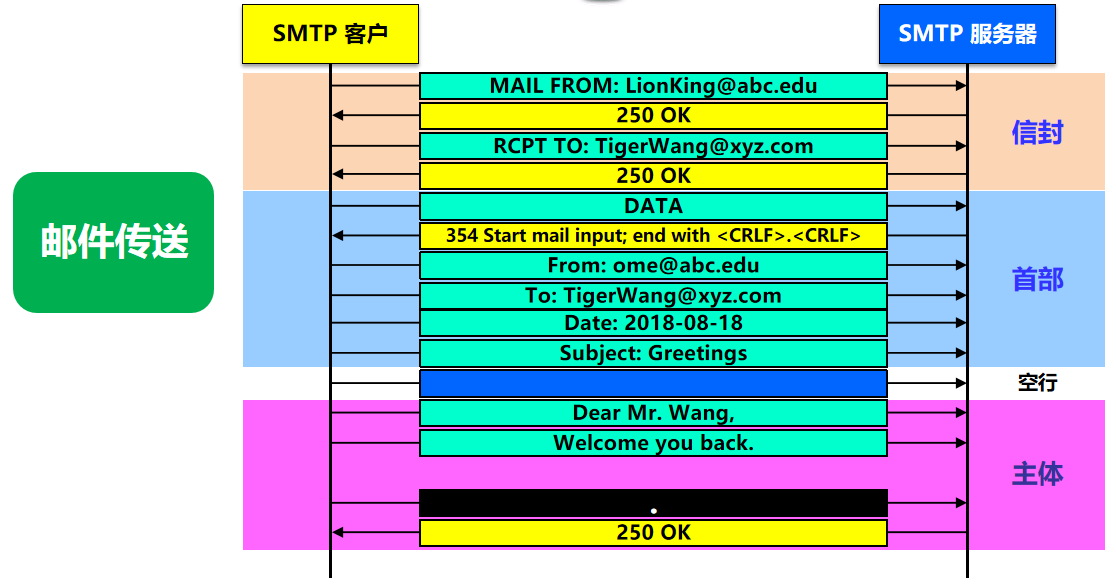 SMTP 客户
SMTP 服务器
MAIL FROM: LionKing@abc.edu
250 OK
RCPT TO: TigerWang@xyz.com
250 OK
信封
邮件传送
DATA
354 Start mail input; end with <CRLF>.<CRLF>
From: ome@abc.edu
To: TigerWang@xyz.com
Date: 2018-08-18
Subject: Greetings
首部
空行
Dear Mr. Wang,
Welcome you back.
.
250 OK
主体